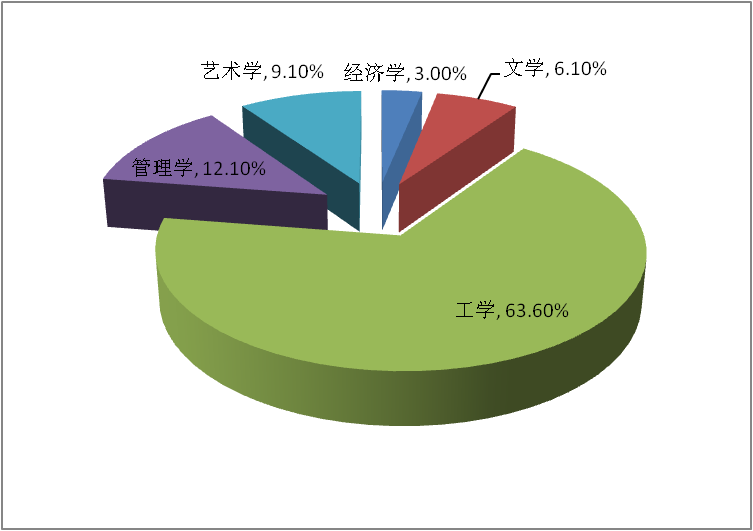 艺术学, 9.10%
经济学, 3.00%
文学, 6.10%
管理学, 12.10%
工学, 63.60%